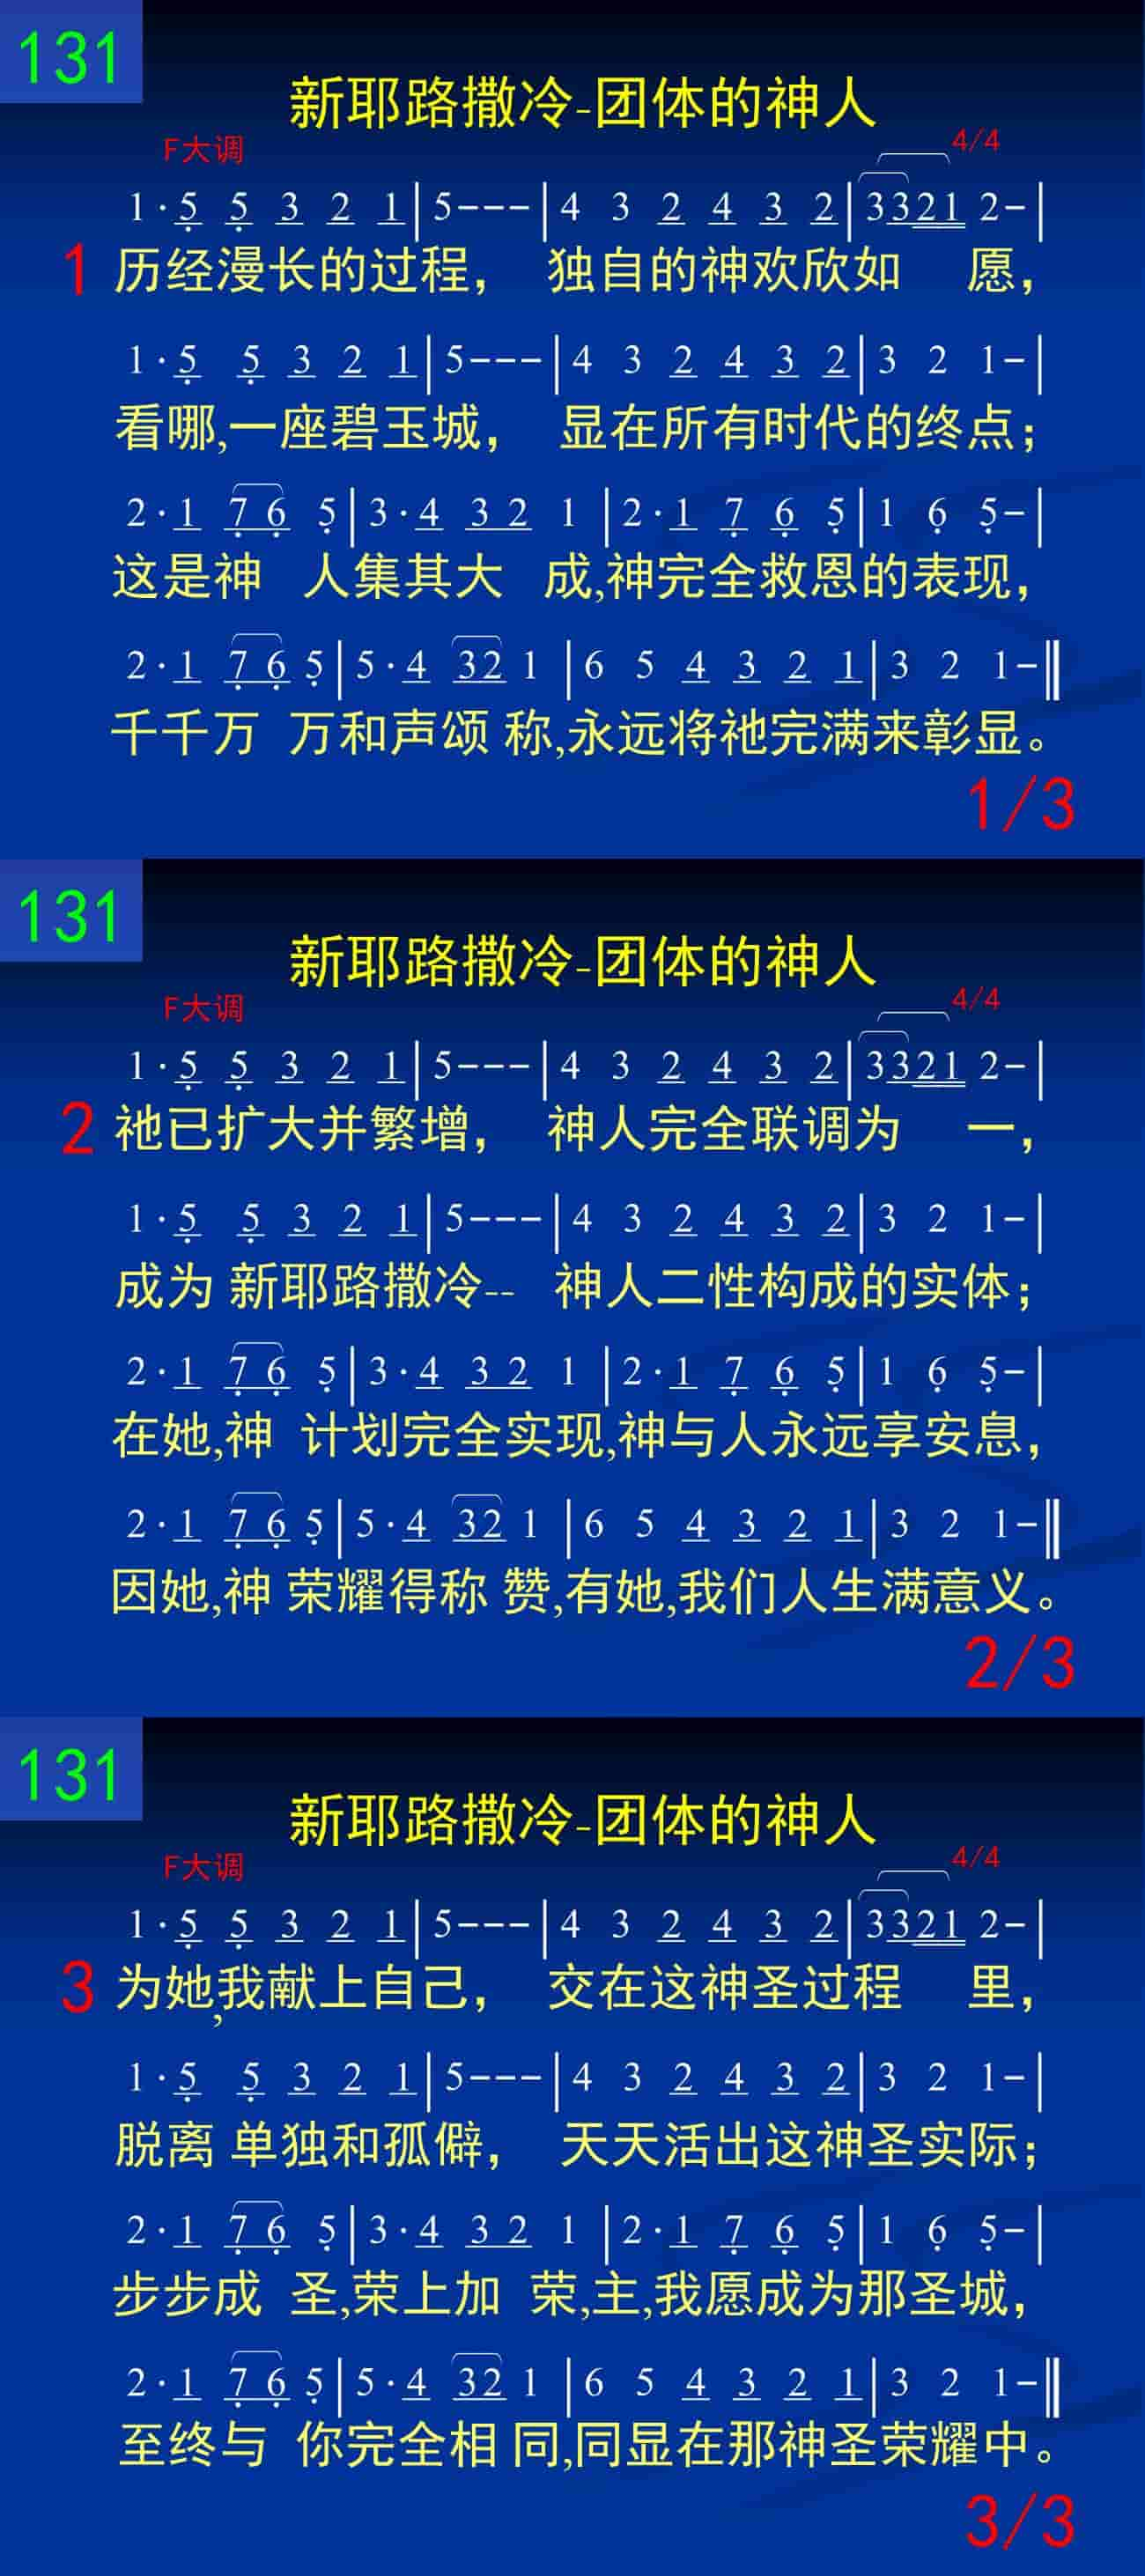 131
新耶路撒冷-团体的神人
F大调
4/4
1·5 5 3 2 1|5---|4 3 2 4 3 2|3321 2-|
1 历经漫长的过程， 独自的神欢欣如 愿，
1·5 5 3 2 1|5---|4 3 2 4 3 2|3 2 1-|
看哪,一座碧玉城， 显在所有时代的终点；
2·1 7 6 5|3·4 3 2 1|2·1 7 6 5|1 6 5-|
这是神 人集其大 成,神完全救恩的表现，
2·1 7 6 5|5·4 32 1|6 5 4 3 2 1|3 2 1-‖
千千万 万和声颂 称,永远将祂完满来彰显。
1/3
131
新耶路撒冷-团体的神人
F大调
4/4
1·5 5 3 2 1|5---|4 3 2 4 3 2|3321 2-|
2 祂已扩大并繁增， 神人完全联调为 一，
1·5 5 3 2 1|5---|4 3 2 4 3 2|3 2 1-|
成为 新耶路撒冷-- 神人二性构成的实体；
2·1 7 6 5|3·4 3 2 1|2·1 7 6 5|1 6 5-|
在她,神 计划完全实现,神与人永远享安息，
2·1 7 6 5|5·4 32 1|6 5 4 3 2 1|3 2 1-‖
因她,神 荣耀得称 赞,有她,我们人生满意义。
2/3
131
新耶路撒冷-团体的神人
F大调
4/4
1·5 5 3 2 1|5---|4 3 2 4 3 2|3321 2-|
3 为她,我献上自己， 交在这神圣过程 里，
1·5 5 3 2 1|5---|4 3 2 4 3 2|3 2 1-|
脱离 单独和孤僻， 天天活出这神圣实际；
2·1 7 6 5|3·4 3 2 1|2·1 7 6 5|1 6 5-|
步步成 圣,荣上加 荣,主,我愿成为那圣城，
2·1 7 6 5|5·4 32 1|6 5 4 3 2 1|3 2 1-‖
至终与 你完全相 同,同显在那神圣荣耀中。
3/3